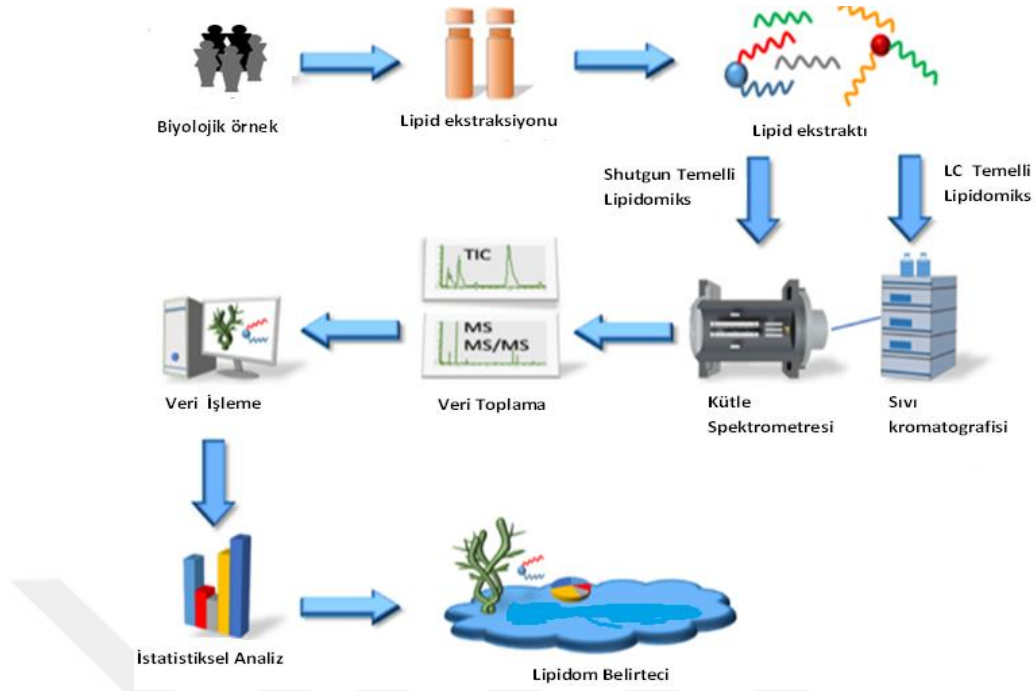 Biyolojik örnek
Lipid ekstraksiyonu
Lipid ekstraktı
Shutgun Temelli
Lipidomiks
LC Temelli
Lipidomiks
TIC
MS
MS/MS
Veri İşleme
Veri Toplama
Kütle
Spektrometresi
Sıvı
kromatografisi
İstatistiksel Analiz
Lipidom Belirteci